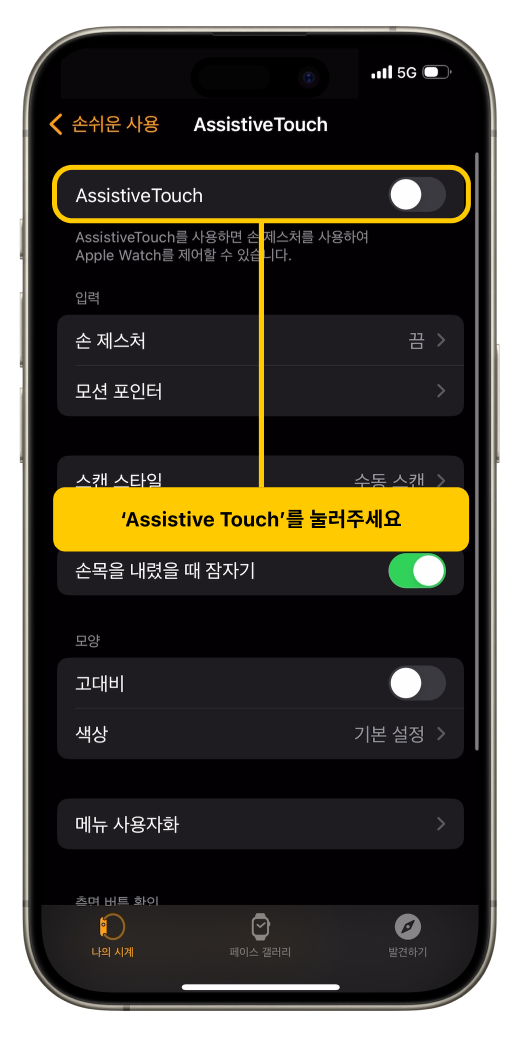 5G
손쉬운 사용 AssistiveTouch
AssistiveTouch
AssistiveTouch를 사용하면 손 제스처를 사용하여
Apple Watch를 제어할 수 있습니다.
입력
손 제스처 끔
모션 포인터
스캔 스타일 수동 스캔
‘Assistive Touch’를 눌러주세요
손목을 내렸을 때 잠자기
모양
고대비
색상 기본 설정
메뉴 사용자화
측면 버튼 확인
나의 시계 페이스 갤러리 발견하기